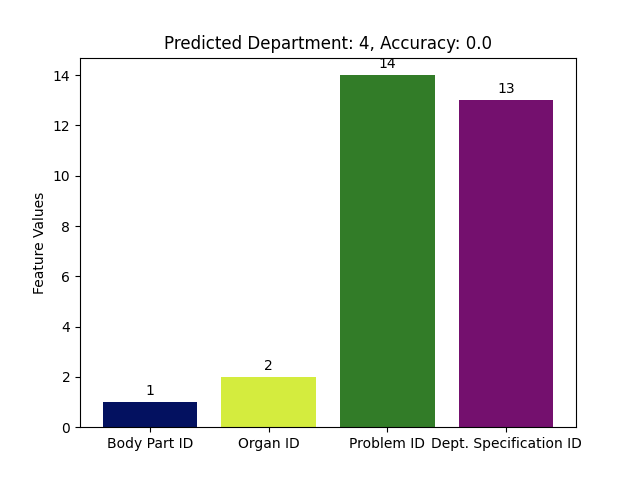 Predicted Department: 4, Accuracy: 0.0
Feature Values
14
12
10
8
6
4
2
0
1
2
14
13
Body Part ID
Organ ID
Problem ID
Dept. Specification ID